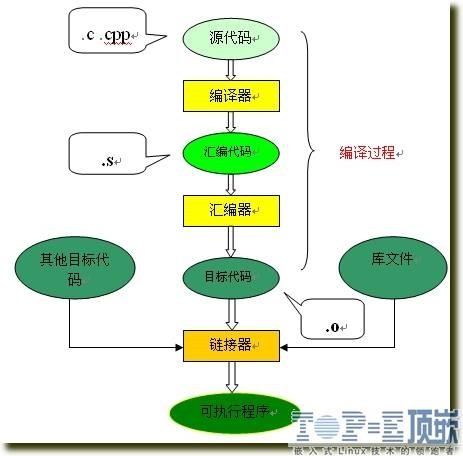 .c .cpp
源代码
编译器
.s
汇编代码
编译过程
汇编器
其他目标代
码
目标代码
库文件
.o
链接器
可执行程序
TOP-E顶嵌
嵌入式Linux技术的领跑者